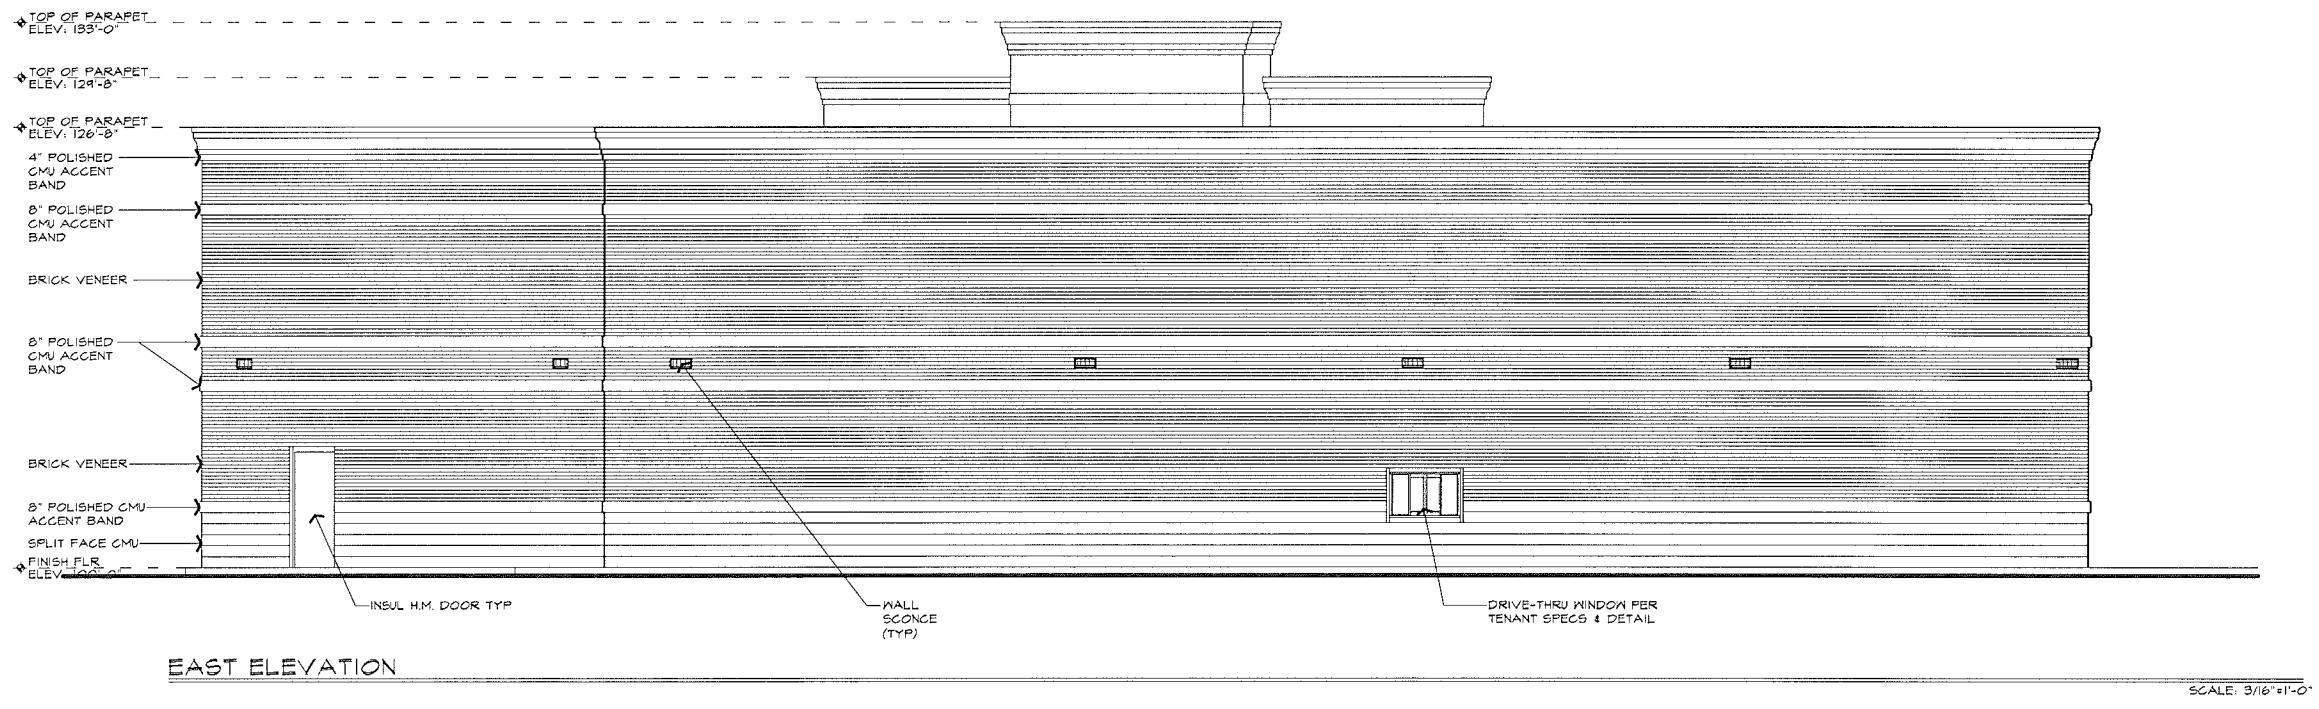 TOP OF PARAPET
ELEV: 133'-0"
TOP OF PARAPET
ELEV: 129'-8"
TOP OF PARAPET
ELEV: 126'-8"
4" POLISHED
CMU ACCENT
BAND
8" POLISHED
CMU ACCENT
BAND
BRICK VENEER
8" POLISHED
CMU ACCENT
BAND
BRICK VENEER
8" POLISHED CMU
ACCENT BAND
SPLIT FACE CMU
FINISH FLR
ELEV: 100'-0"
INSUL H.M. DOOR TYP
WALL
SCONCE
(TYP)
DRIVE-THRU WINDOW PER
TENANT SPECS & DETAIL
EAST ELEVATION
SCALE: 3/16"=1'-0"